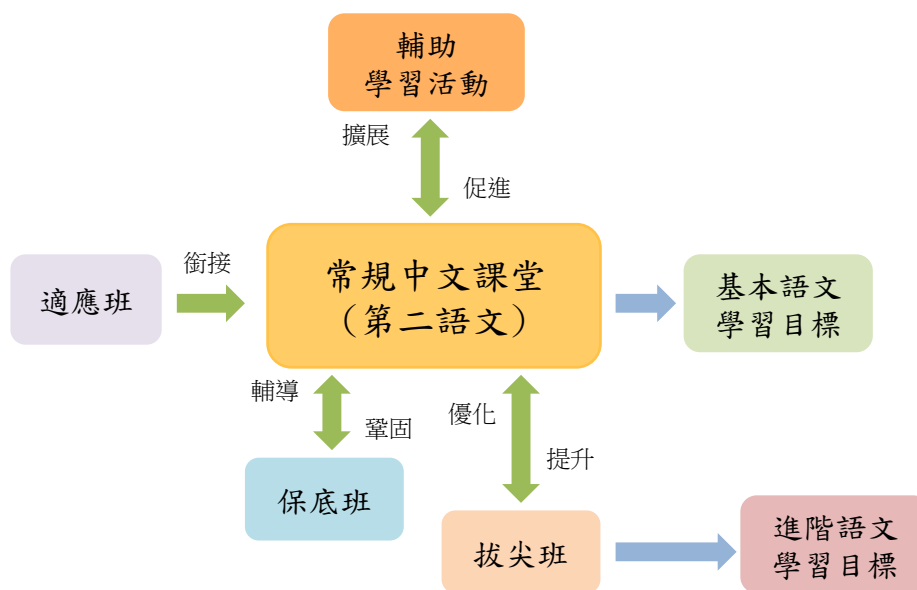 輔助
學習活動
擴展
促進
銜接
適應班
常規中文課堂
（第二語文）
基本語文
學習目標
輔導
鞏固
優化
提升
保底班
拔尖班
進階語文
學習目標